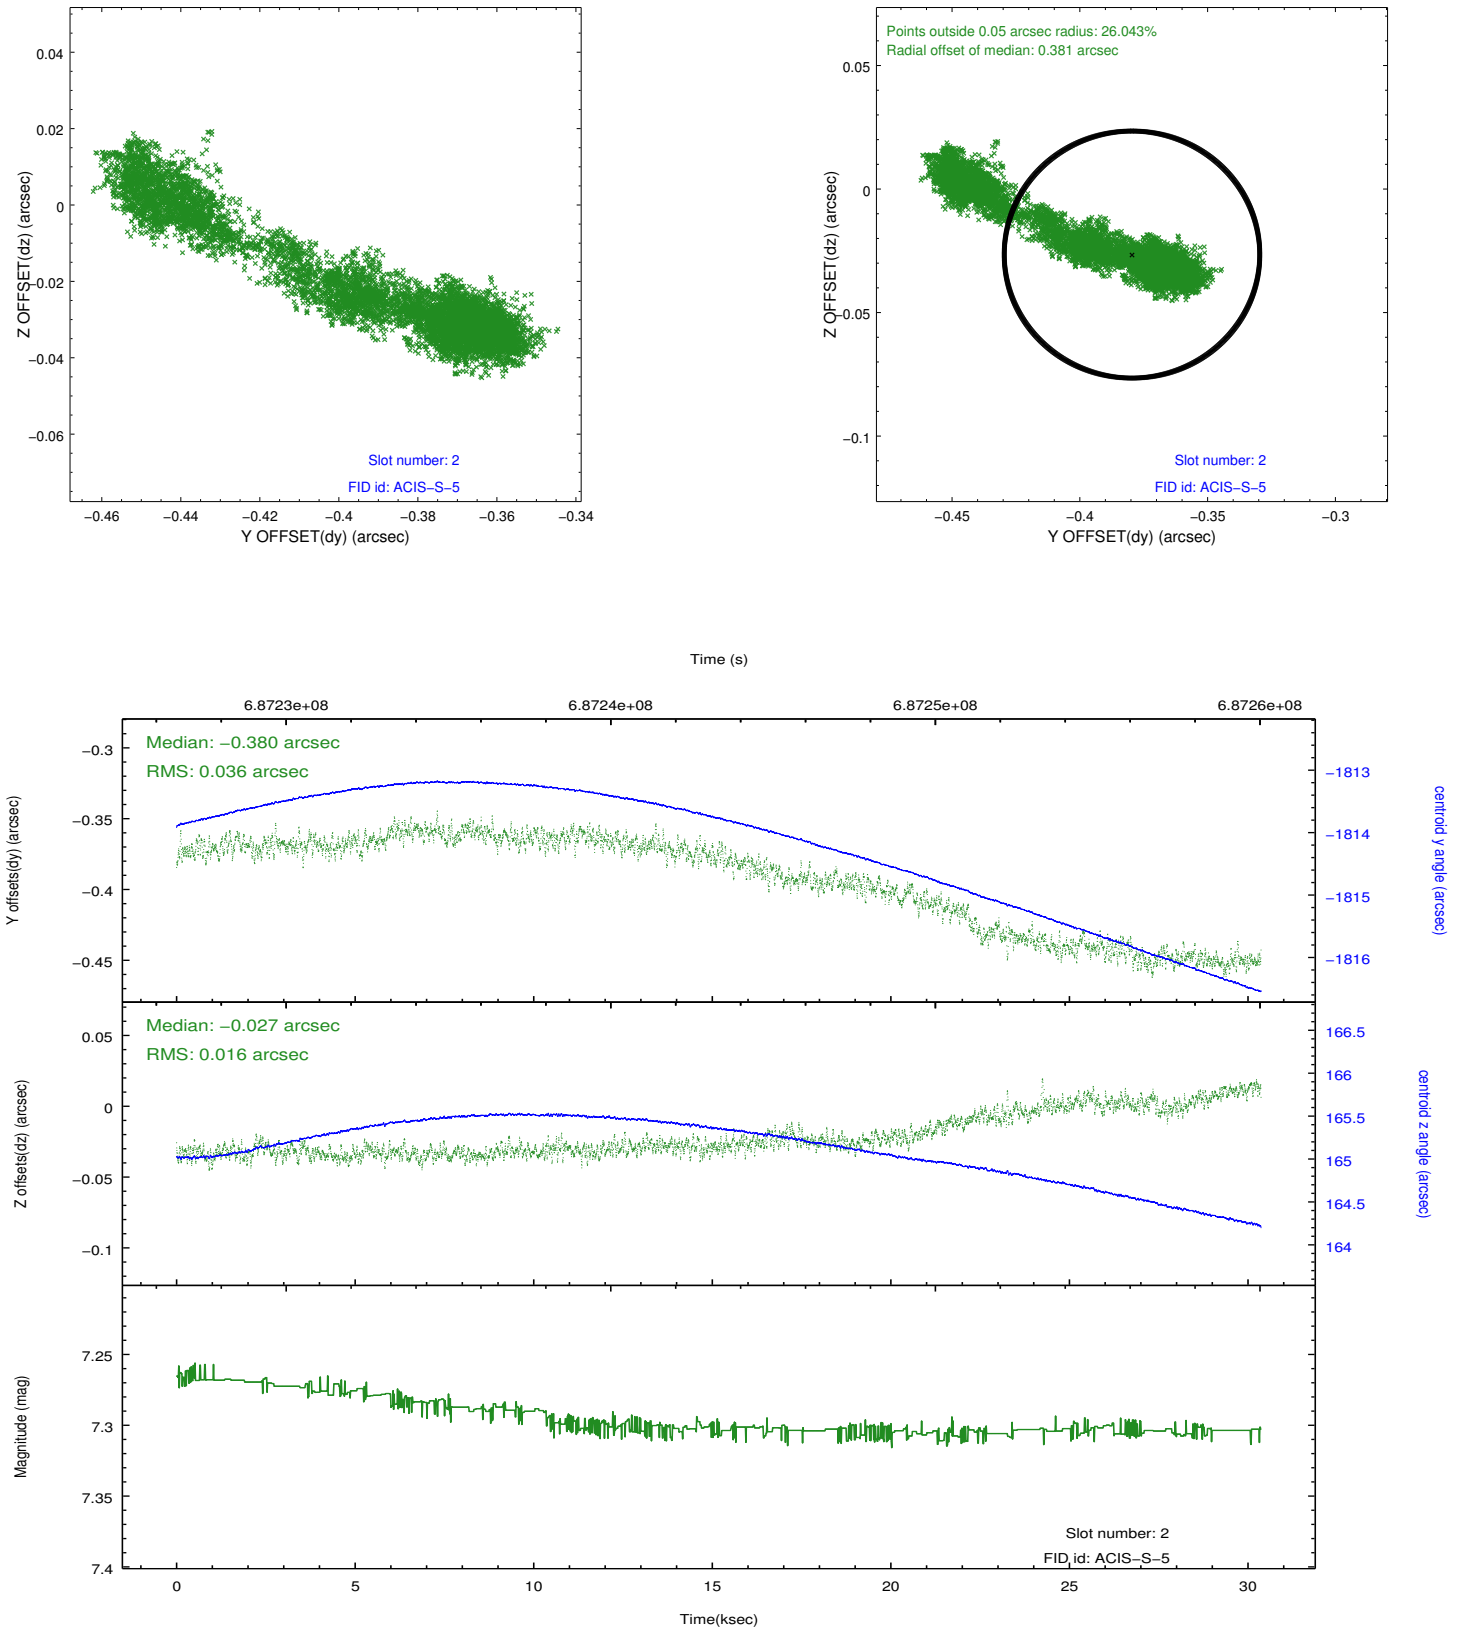 0.04
0.02
0
−0.02
−0.04
−0.06
Z OFFSET(dz) (arcsec)
Slot number: 2
FID id: ACIS−S−5
−0.46 −0.44 −0.42 −0.4 −0.38 −0.36 −0.34
Y OFFSET(dy) (arcsec)
Points outside 0.05 arcsec radius: 26.043%
Radial offset of median: 0.381 arcsec
0.05
0
−0.05
−0.1
Z OFFSET(dz) (arcsec)
Slot number: 2
FID id: ACIS−S−5
−0.45 −0.4 −0.35 −0.3
Y OFFSET(dy) (arcsec)
Time (s)
6.8723e+08 6.8724e+08 6.8725e+08 6.8726e+08
Median: −0.380 arcsec
RMS: 0.036 arcsec
−0.3
−0.35
−0.4
−0.45
Y offsets(dy) (arcsec)
−1813
−1814
−1815
−1816
centroid y angle (arcsec)
Median: −0.027 arcsec
RMS: 0.016 arcsec
0.05
0
−0.05
−0.1
Z offsets(dz) (arcsec)
166.5
166
165.5
165
164.5
164
centroid z angle (arcsec)
7.25
7.3
7.35
7.4
Magnitude (mag)
Slot number: 2
FID id: ACIS−S−5
0 5 10 15 20 25 30
Time(ksec)